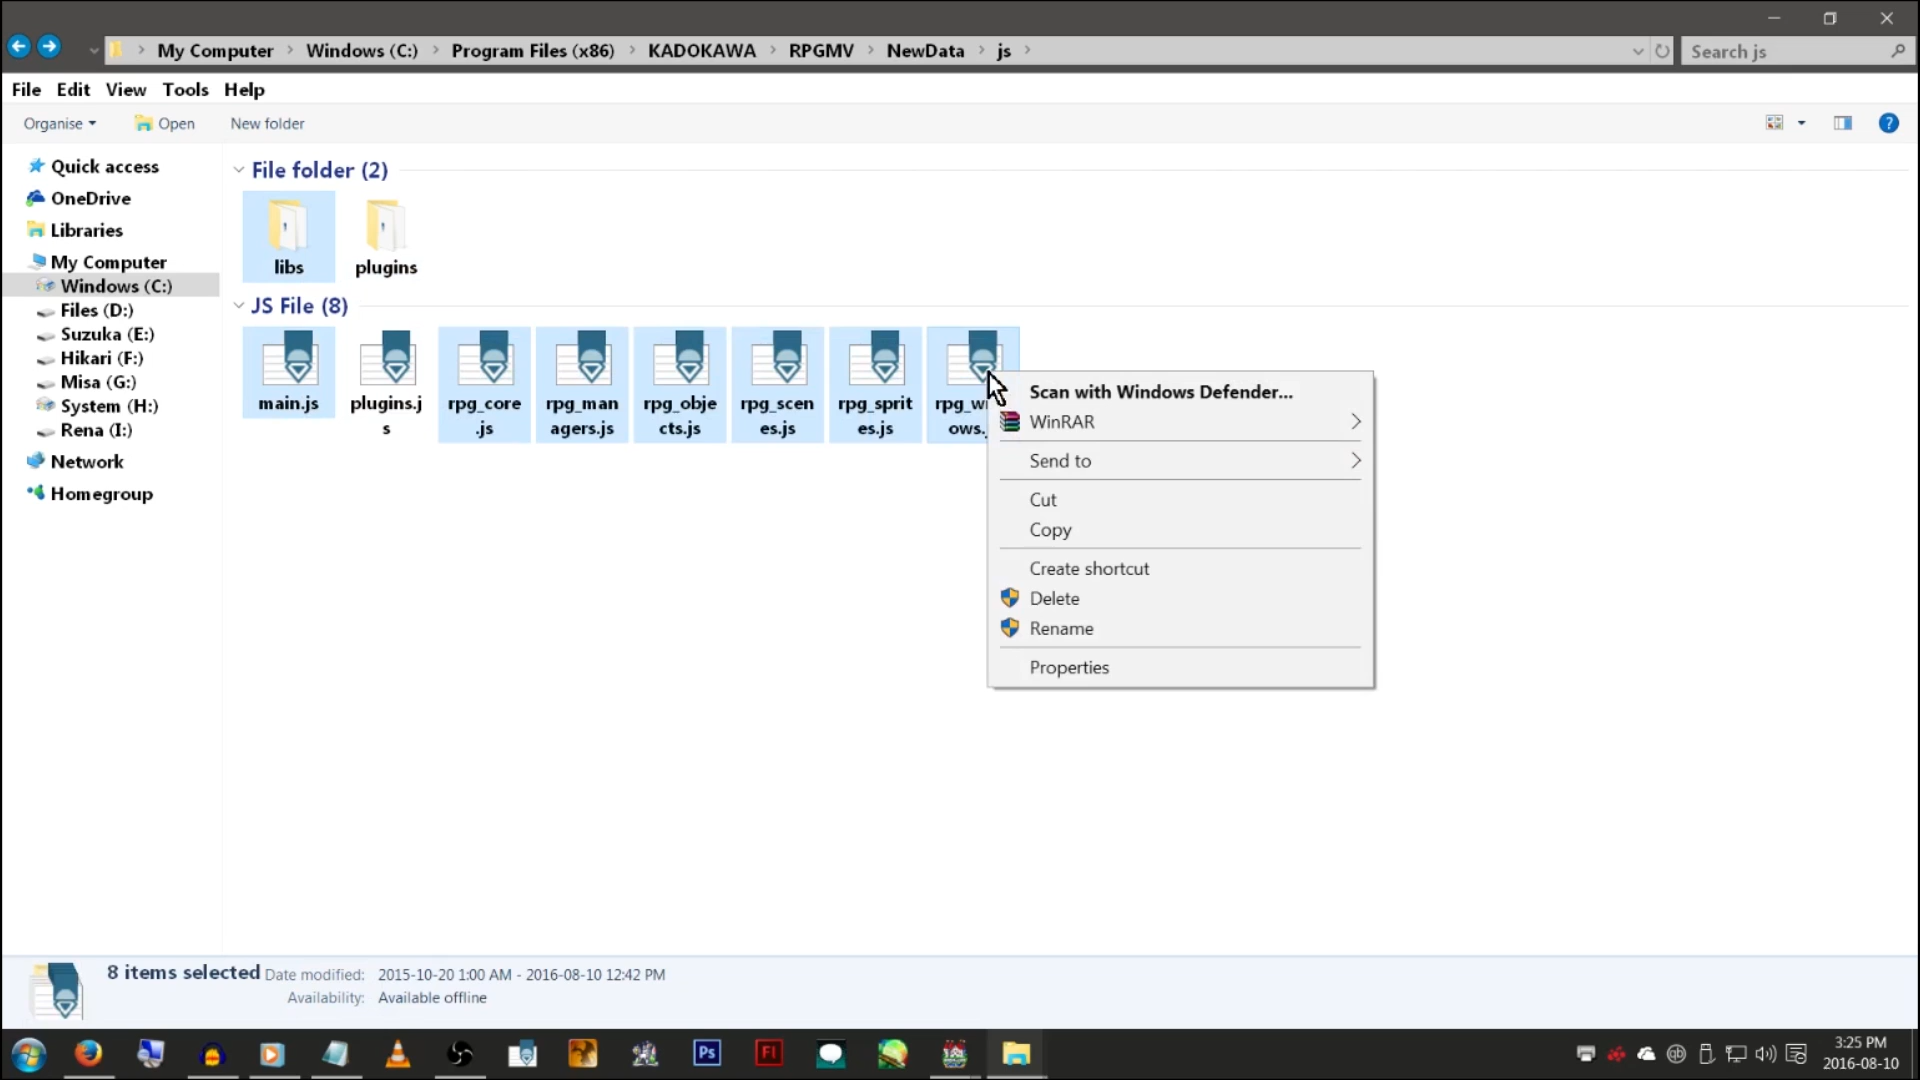 My Computer Windows (C:) Program Files (x86) KADOKAWA RPGMV NewData js
Search js
File Edit View Tools Help
Organise Open New folder
Quick access
OneDrive
Libraries
My Computer
Windows (C:)
Files (D:)
Suzuka (E:)
Hikari (F:)
Misa (G:)
System (H:)
Rena (I:)
Network
Homegroup
File folder (2)
libs
plugins
JS File (8)
main.js
plugins.j
s
rpg_core
.js
rpg_man
agers.js
rpg_obje
cts.js
rpg_scen
es.js
rpg_sprit
es.js
Scan with Windows Defender...
WinRAR
Send to
Cut
Copy
Create shortcut
Delete
Rename
Properties
8 items selected
Date modified: 2015-10-20 1:00 AM - 2016-08-10 12:42 PM
Availability: Available offline
Ps
Fl
3:25 PM
2016-08-10